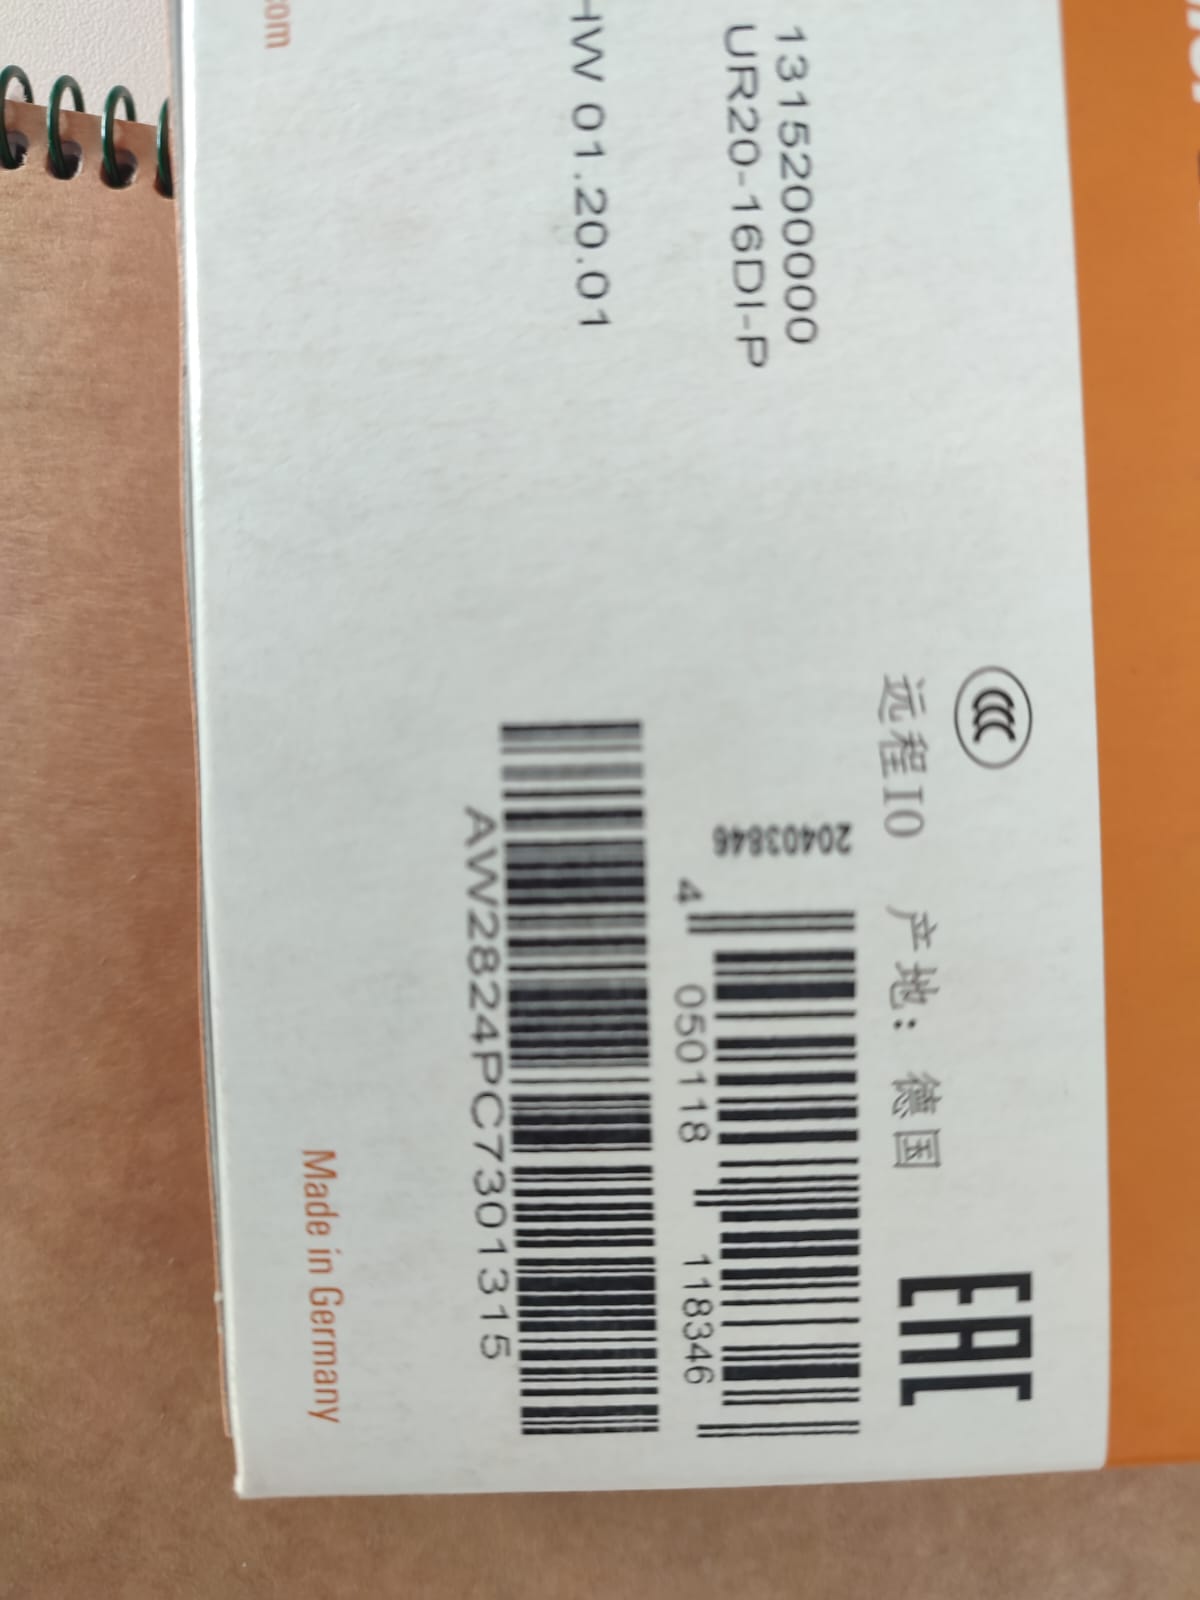 1315200000
UR20-16DI-P
HW 01.20.01
远程IO 产地: 德国
EAC
20403846
4 050118 118346
AW2824PC7301315
.com
Made in Germany